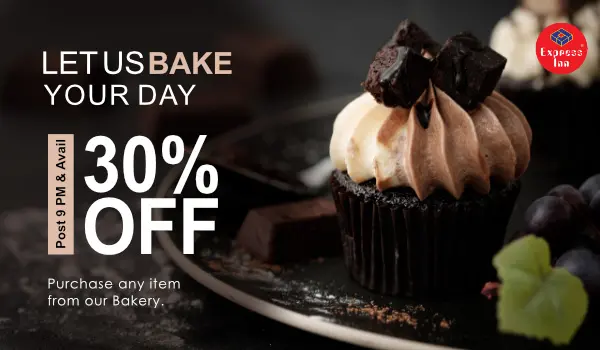 LET US BAKE
YOUR DAY
Post 9 PM & Avail
30%
OFF
Purchase any item
from our Bakery.
Express
Inn